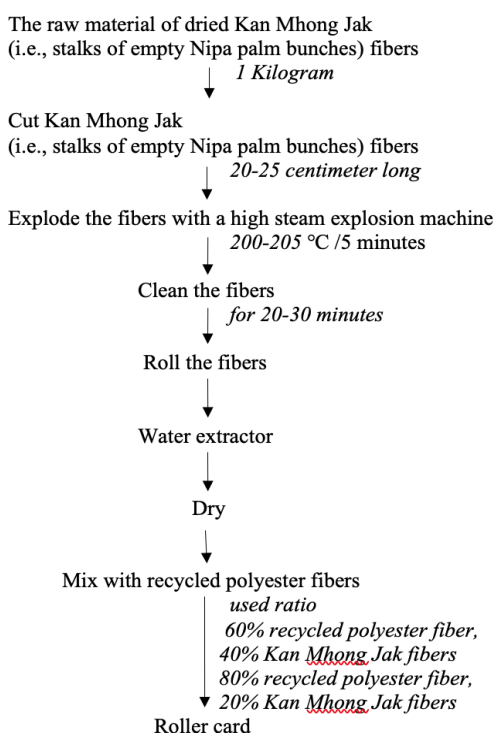 The raw material of dried Kan Mhong Jak
(i.e., stalks of empty Nipa palm bunches) fibers
1 Kilogram
Cut Kan Mhong Jak
(i.e., stalks of empty Nipa palm bunches) fibers
20-25 centimeter long
Explode the fibers with a high steam explosion machine
200-205 °C /5 minutes
Clean the fibers
for 20-30 minutes
Roll the fibers
Water extractor
Dry
Mix with recycled polyester fibers
used ratio
60% recycled polyester fiber,
40% Kan Mhong Jak fibers
80% recycled polyester fiber,
20% Kan Mhong Jak fibers
Roller card